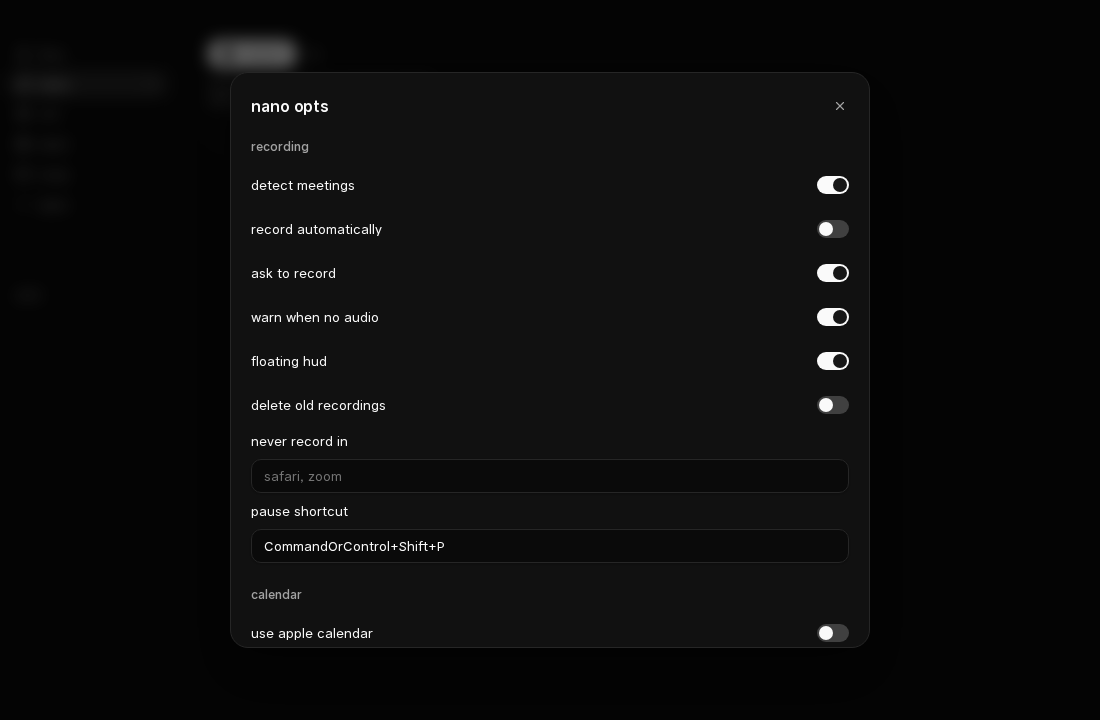 nano opts
recording
detect meetings
record automatically
ask to record
warn when no audio
floating hud
delete old recordings
never record in
safari, zoom
pause shortcut
CommandOrControl+Shift+P
calendar
use apple calendar